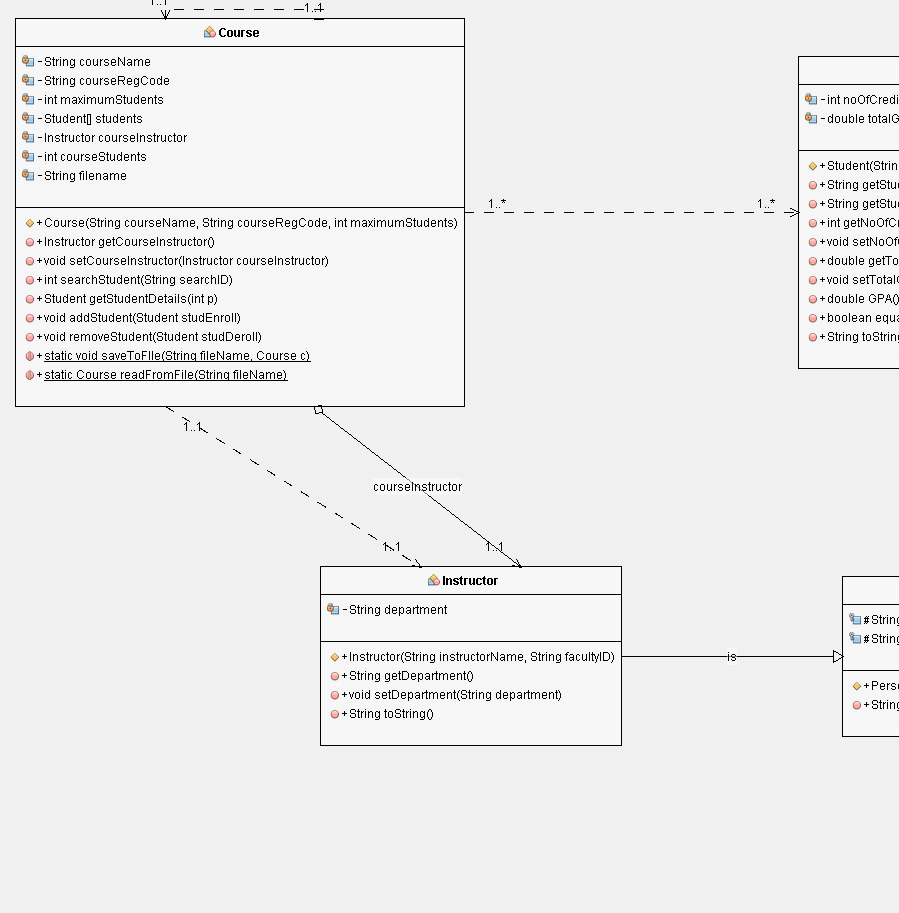 1..1
1..1
Course
- String courseName
- String courseRegCode
- int maximumStudents
- Student[] students
- Instructor courseInstructor
- int courseStudents
- String filename
+ Course(String courseName, String courseRegCode, int maximumStudents)
+ Instructor getCourseInstructor()
+ void setCourseInstructor(Instructor courseInstructor)
+ int searchStudent(String searchID)
+ Student getStudentDetails(int p)
+ void addStudent(Student studEnroll)
+ void removeStudent(Student studDeroll)
+ static void saveToFIle(String fileName, Course c)
+ static Course readFromFile(String fileName)
1..*
1..*
- int noOfCredi
- double totalG
+ Student(Strin
+ String getStud
+ String getStud
+ int getNoOfCr
+ void setNoOf
+ double getTo
+ void setTotal
+ double GPA()
+ boolean equa
+ String toString
1..1
courseInstructor
1..1
1..1
Instructor
- String department
+ Instructor(String instructorName, String facultyID)
+ String getDepartment()
+ void setDepartment(String department)
+ String toString()
is
# String
# String
+ Perso
+ String